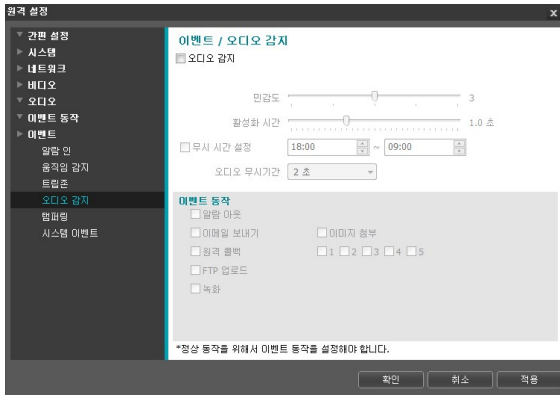 원격 설정
x
간편 설정
시스템
네트워크
비디오
오디오
이벤트 동작
이벤트
알람 인
움직임 감지
트립존
오디오 감지
탬퍼링
시스템 이벤트
이벤트 / 오디오 감지
오디오 감지
민감도 3
활성화 시간 1.0 초
무시 시간 설정 18:00 ~ 09:00
오디오 무시기간 2 초
이벤트 동작
알람 아웃
이메일 보내기 이미지 첨부
원격 콜백 1 2 3 4 5
FTP 업로드
녹화
*정상 동작을 위해서 이벤트 동작을 설정해야 합니다.
확인 취소 적용